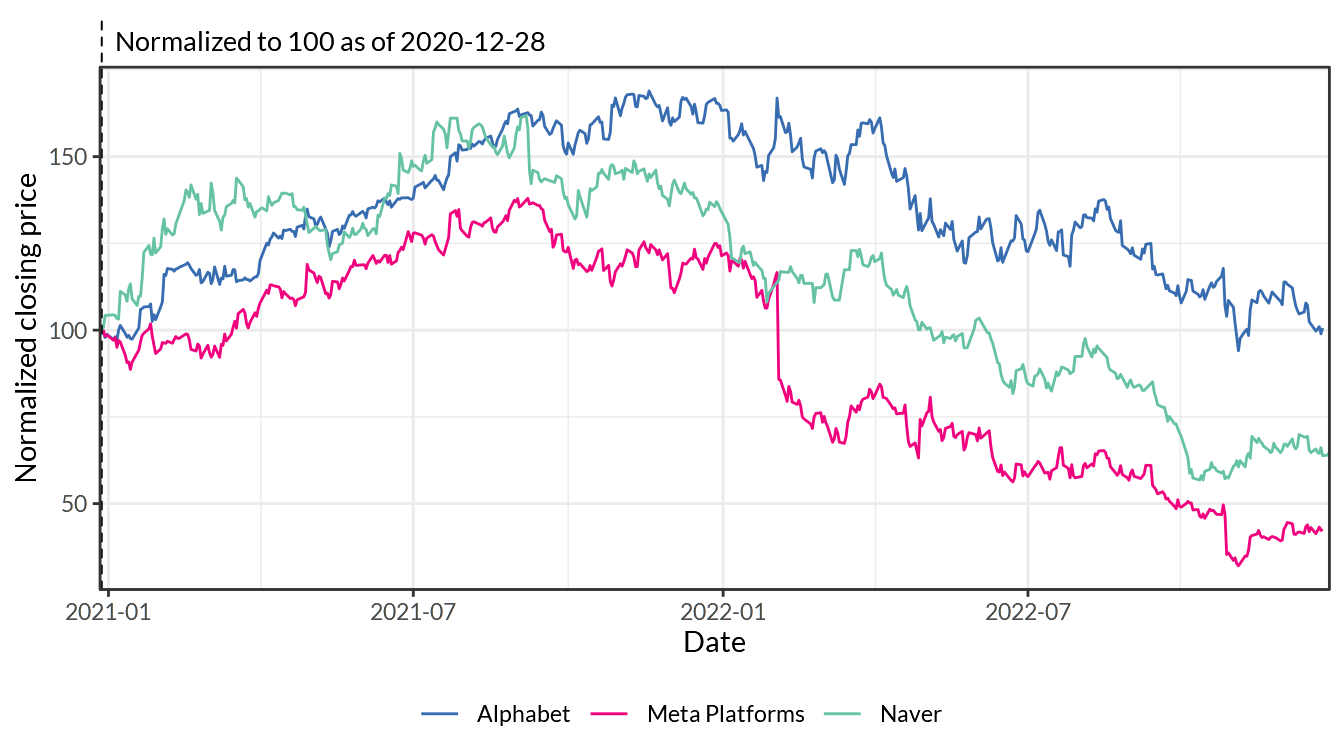 Normalized to 100 as of 2020-12-28
Normalized closing price
150
100
50
2021-01
2021-07
2022-01
2022-07
Date
Alphabet
Meta Platforms
Naver